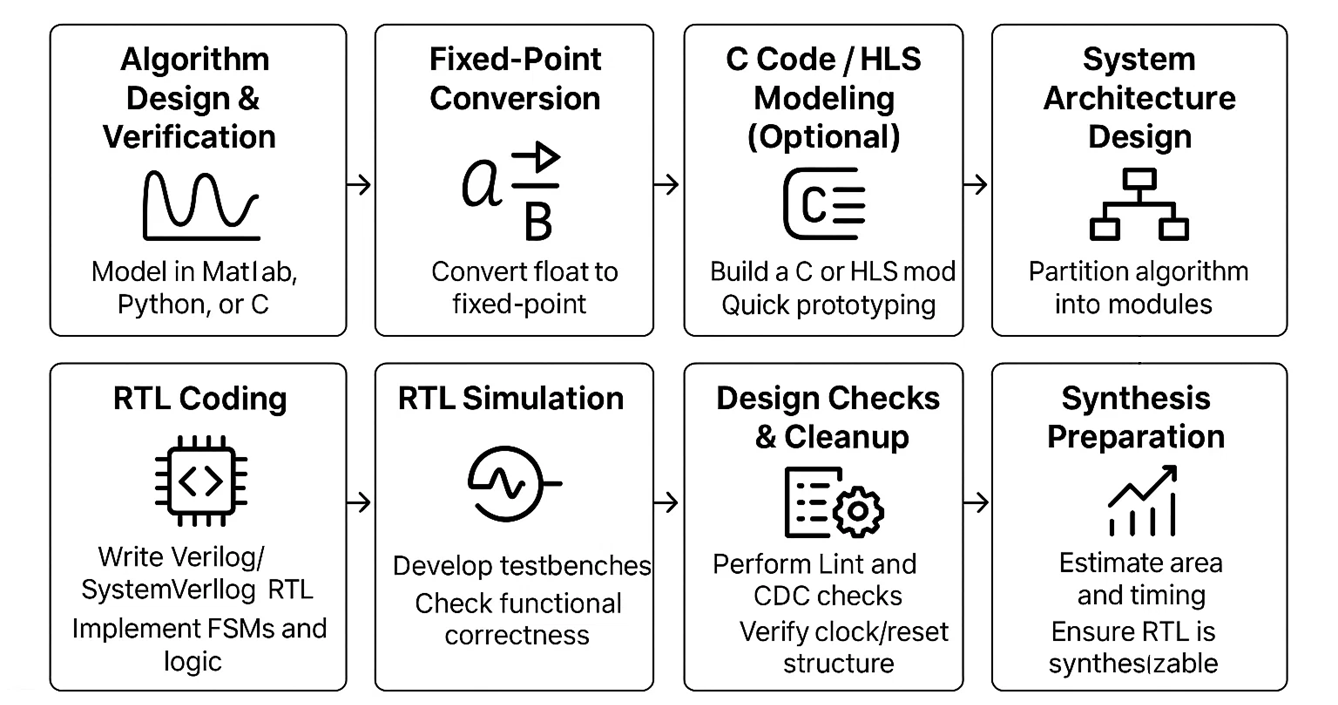 Algorithm
Design &
Verification
Model in Matlab,
Python, or C
Fixed-Point
Conversion
a
B
Convert float to
fixed-point
C Code / HLS
Modeling
(Optional)
C
Build a C or HLS mod
Quick prototyping
System
Architecture
Design
Partition algorithm
into modules
RTL Coding
<>
Write Verilog/
SystemVerllog RTL
Implement FSMs and
logic
RTL Simulation
Develop testbenches
Check functional
correctness
Design Checks
& Cleanup
Perform Lint and
CDC checks
Verify clock/reset
structure
Synthesis
Preparation
Estimate area
and timing
Ensure RTL is
synthesizable